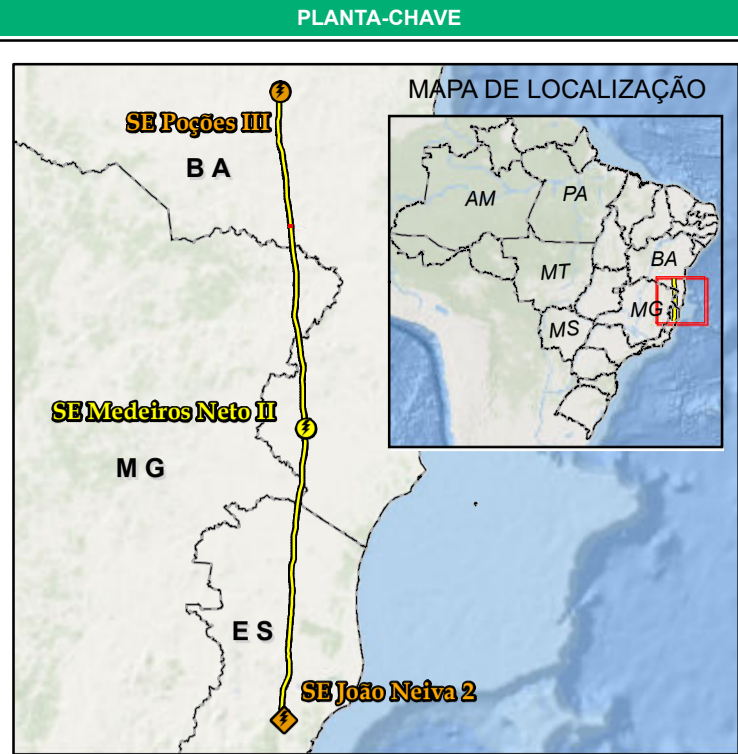 PLANTA-CHAVE
MAPA DE LOCALIZAÇÃO
SE Poções III
B A
AM
PA
BA
MT
MG
MS
SE Medeiros Neto II
M G
E S
SE João Neiva 2